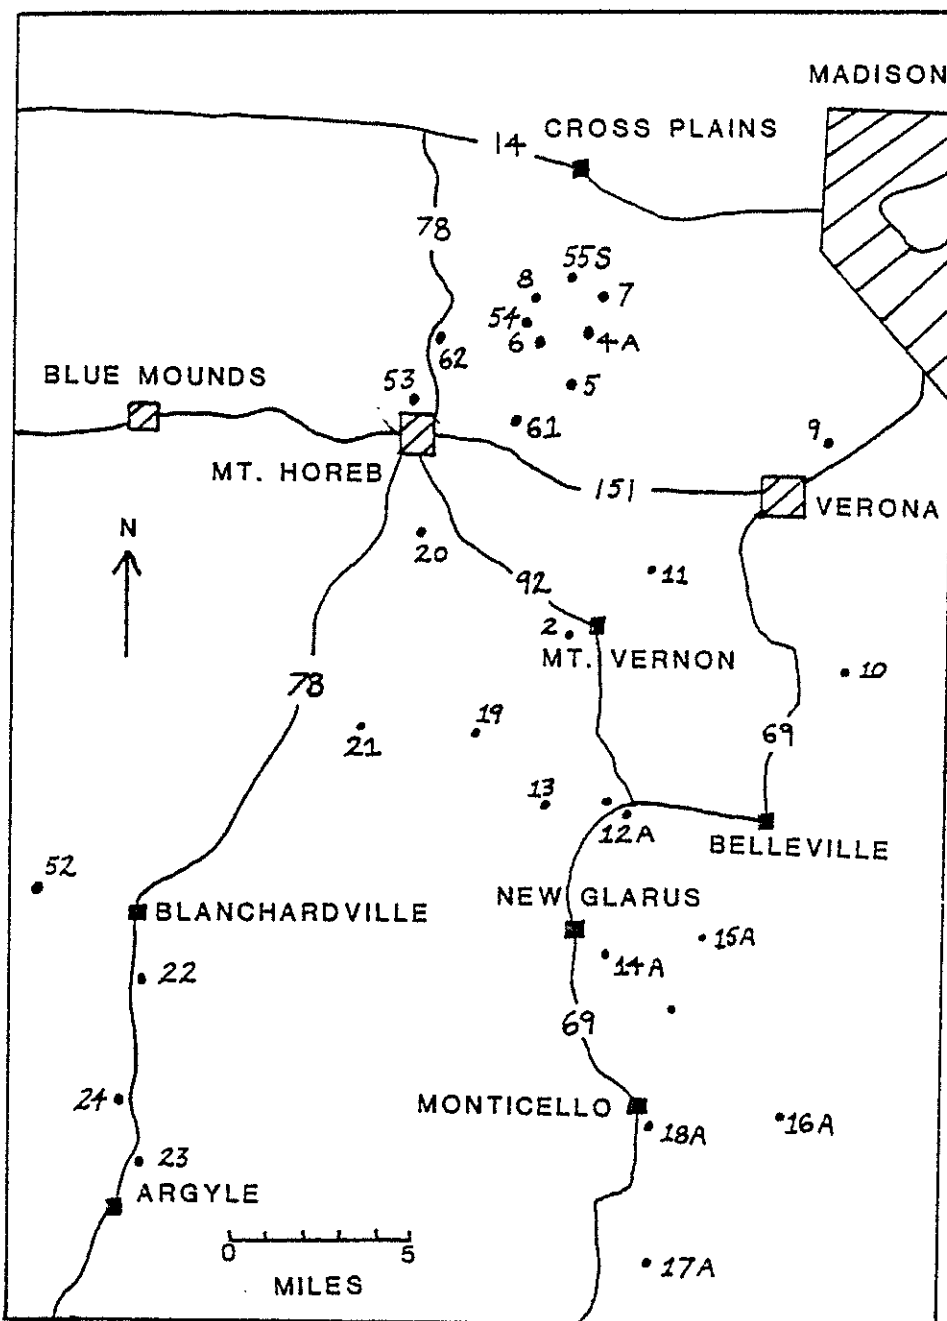 MADISON
14
CROSS PLAINS
78
55S
8
7
54
6
4A
62
BLUE MOUNDS
53
5
61
9
MT. HOREB
151
VERONA
N
20
92
11
2
MT. VERNON
10
78
19
21
69
13
12A
BELLEVILLE
52
NEW GLARUS
BLANCHARDVILLE
15A
14A
22
69
24
MONTICELLO
16A
18A
23
ARGYLE
0 5
MILES
17A